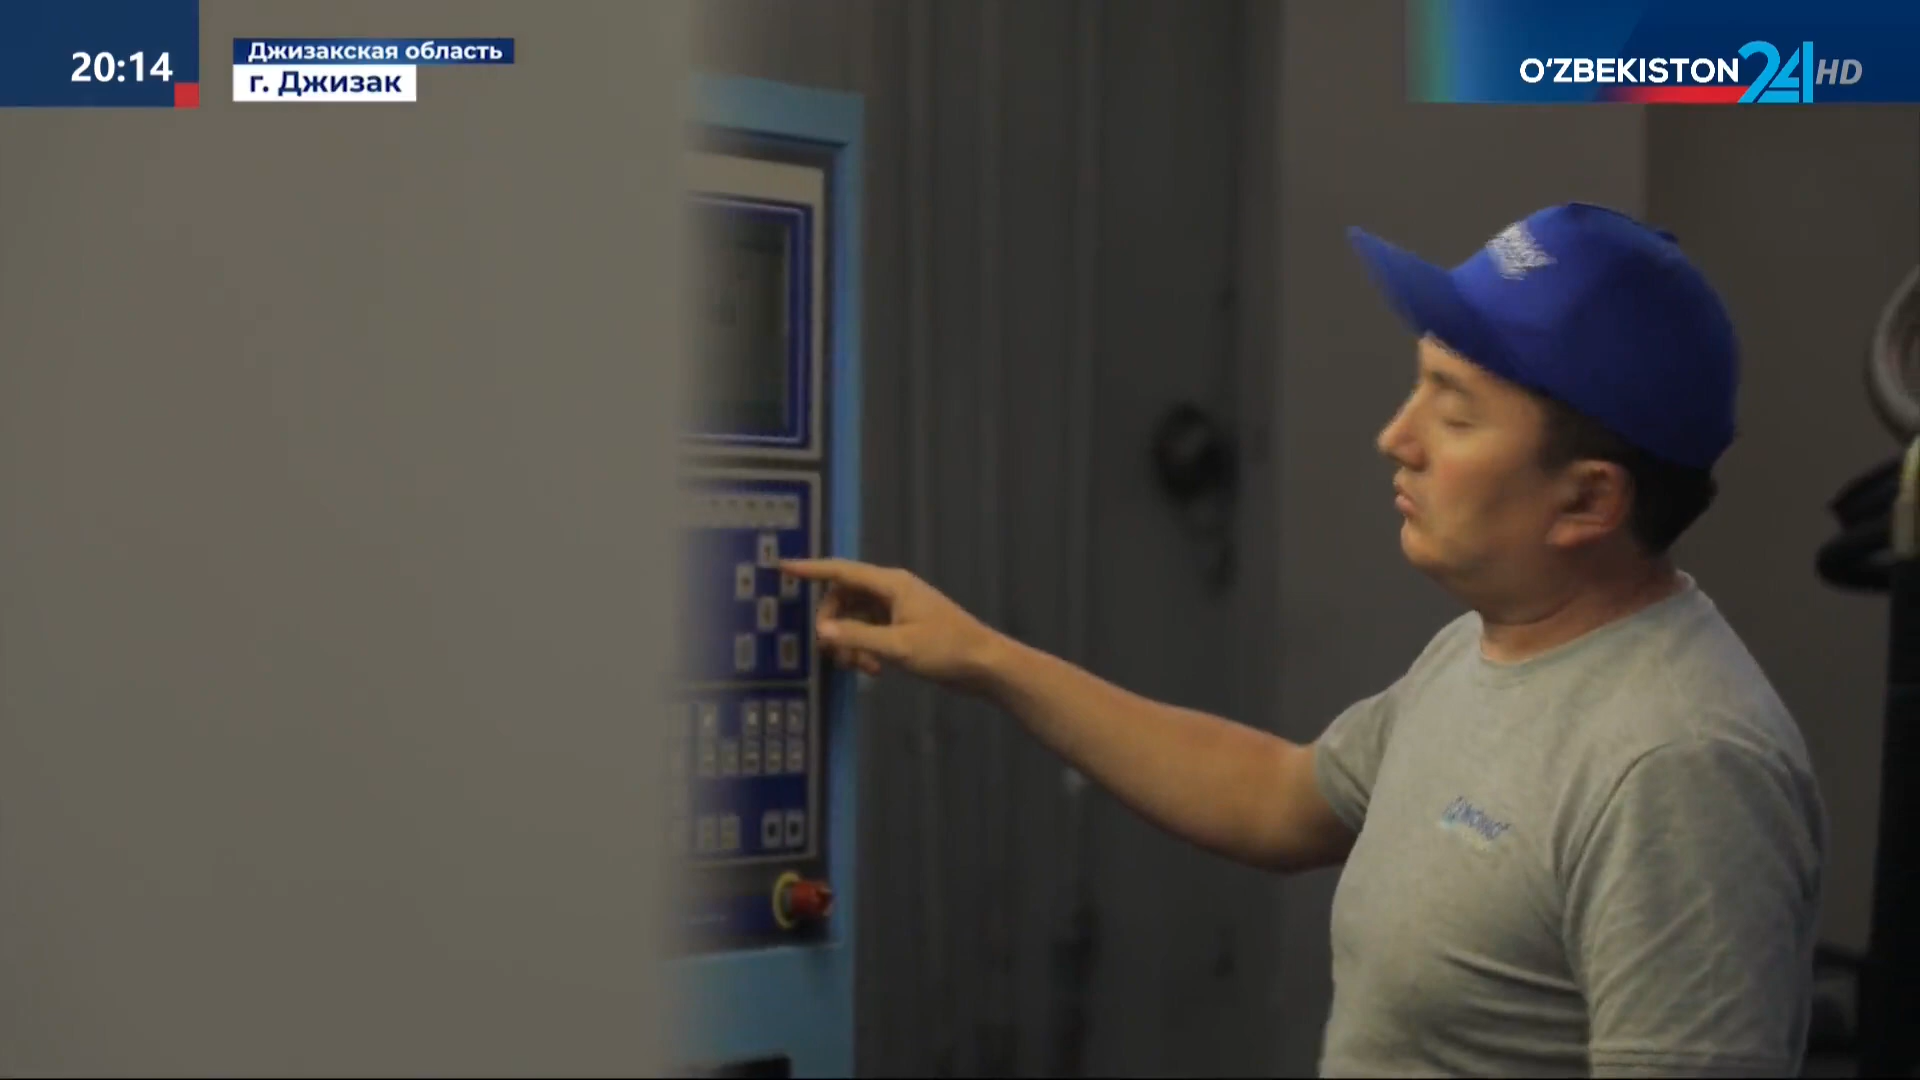 20:14
Джизакская область
г. Джизак
O‘ZBEKISTON 24 HD